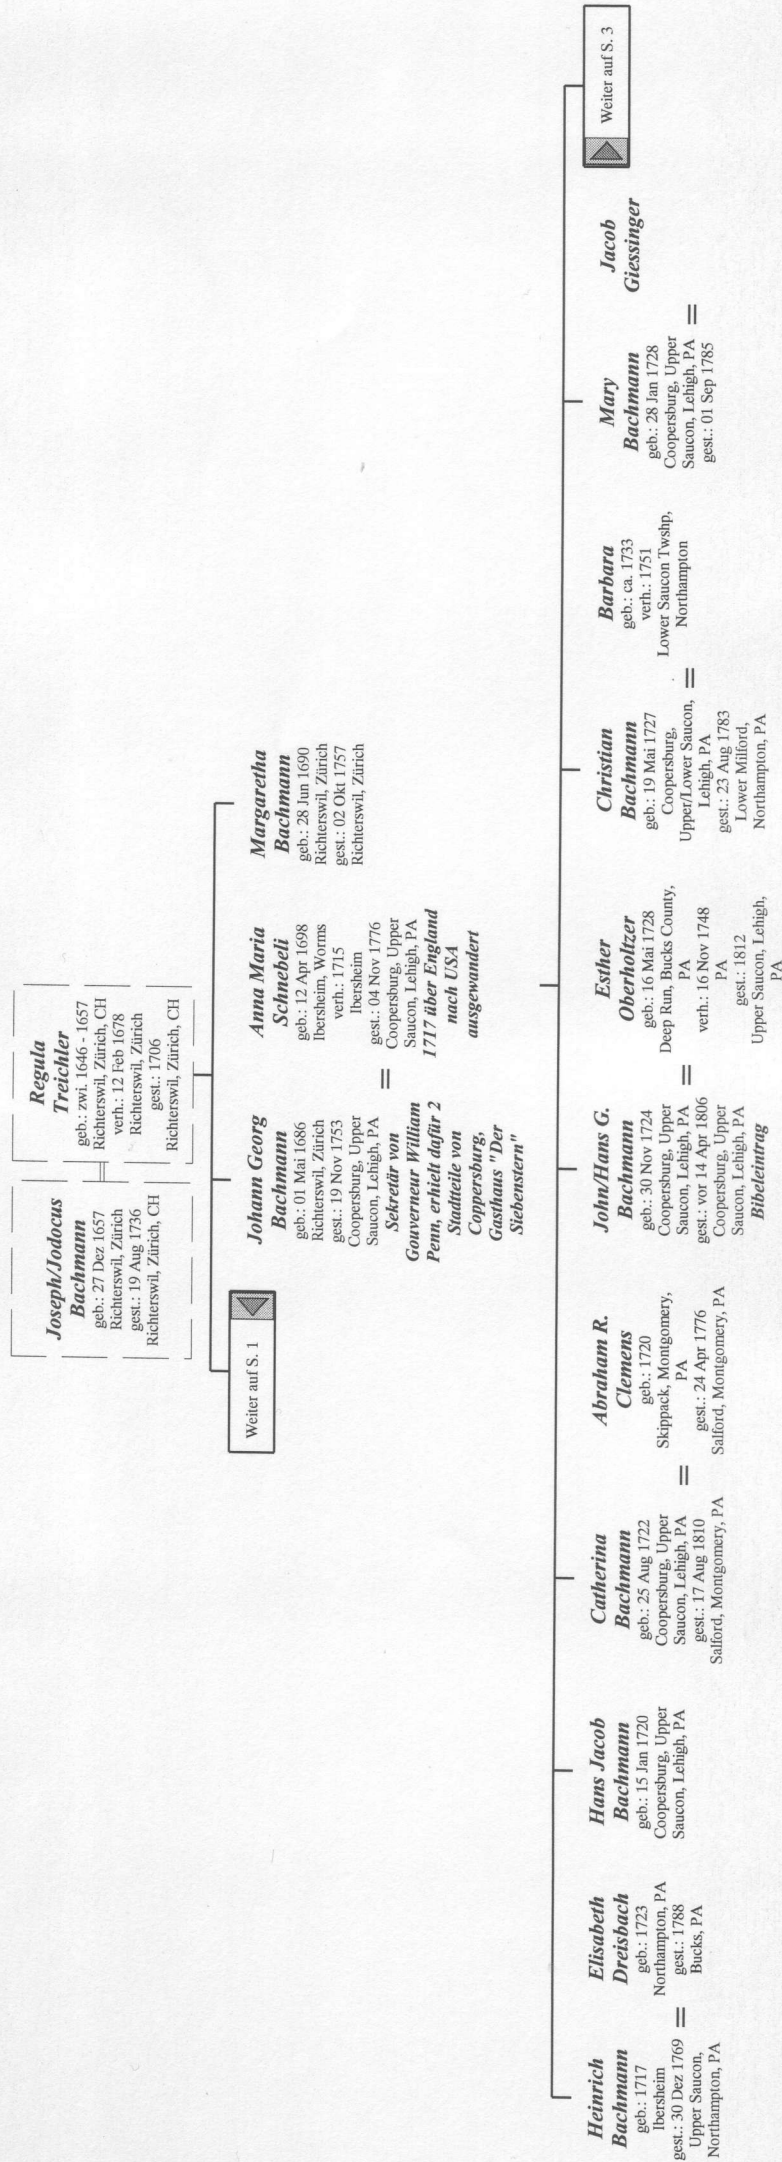 Joseph/Jodocus
Bachmann
geb.: 27 Dez 1657
Richterswil, Zürich
gest.: 19 Aug 1736
Richterswil, Zürich, CH
Regula
Treichler
geb.: zwi. 1646 - 1657
Richterswil, Zürich, CH
verh.: 12 Feb 1678
Richterswil, Zürich
gest.: 1706
Richterswil, Zürich, CH
Weiter auf S. 1
Johann Georg
Bachmann
geb.: 01 Mai 1686
Richterswil, Zürich
gest.: 19 Nov 1753
Coopersburg, Upper
Saucon, Lehigh, PA
Sekretär von
Gouverneur William
Penn, erhielt dafür 2
Stadtteile von
Coppersburg,
Gasthaus "Der
Siebenstern"
=
Anna Maria
Schnebeli
geb.: 12 Apr 1698
Ibersheim, Worms
verh.: 1715
Ibersheim
gest.: 04 Nov 1776
Coopersburg, Upper
Saucon, Lehigh, PA
1717 über England
nach USA
ausgewandert
Margaretha
Bachmann
geb.: 28 Jun 1690
Richterswil, Zürich
gest.: 02 Okt 1757
Richterswil, Zürich
Heinrich
Bachmann
geb.: 1717
Ibersheim
gest.: 30 Dez 1769
Upper Saucon,
Northampton, PA
=
Elisabeth
Dreisbach
geb.: 1723
Northampton, PA
gest.: 1788
Bucks, PA
Hans Jacob
Bachmann
geb.: 15 Jan 1720
Coopersburg, Upper
Saucon, Lehigh, PA
Catherina
Bachmann
geb.: 25 Aug 1722
Coopersburg, Upper
Saucon, Lehigh, PA
gest.: 17 Aug 1810
Salford, Montgomery, PA
=
Abraham R.
Clemens
geb.: 1720
Skippack, Montgomery,
PA
gest.: 24 Apr 1776
Salford, Montgomery, PA
John/Hans G.
Bachmann
geb.: 30 Nov 1724
Coopersburg, Upper
Saucon, Lehigh, PA
gest.: vor 14 Apr 1806
Coopersburg, Upper
Saucon, Lehigh, PA
Bibeleintrag
=
Esther
Oberholtzer
geb.: 16 Mai 1728
Deep Run, Bucks County,
PA
verh.: 16 Nov 1748
PA
gest.: 1812
Upper Saucon, Lehigh,
PA
Christian
Bachmann
geb.: 19 Mai 1727
Coopersburg,
Upper/Lower Saucon,
Lehigh, PA
gest.: 23 Aug 1783
Lower Milford,
Northampton, PA
=
Barbara
geb.: ca. 1733
verh.: 1751
Lower Saucon Twshp,
Northampton
Mary
Bachmann
geb.: 28 Jan 1728
Coopersburg, Upper
Saucon, Lehigh, PA
gest.: 01 Sep 1785
=
Jacob
Giessinger
Weiter auf S. 3